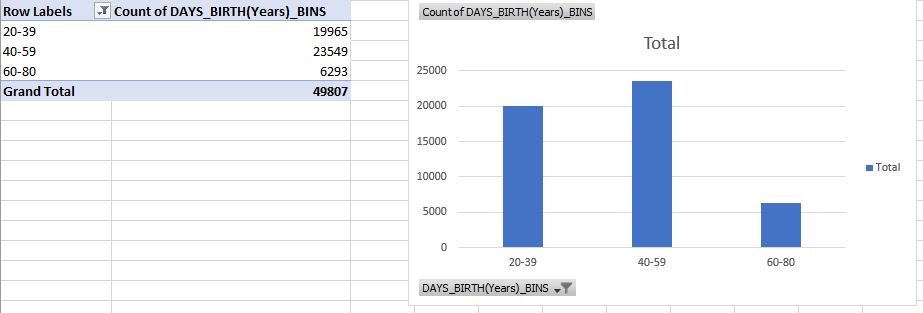 Row Labels Count of DAYS_BIRTH(Years)_BINS
20-39 19965
40-59 23549
60-80 6293
Grand Total 49807
Count of DAYS_BIRTH(Years)_BINS
Total
25000
20000
15000
10000
5000
0
20-39 40-59 60-80
Total
DAYS_BIRTH(Years)_BINS